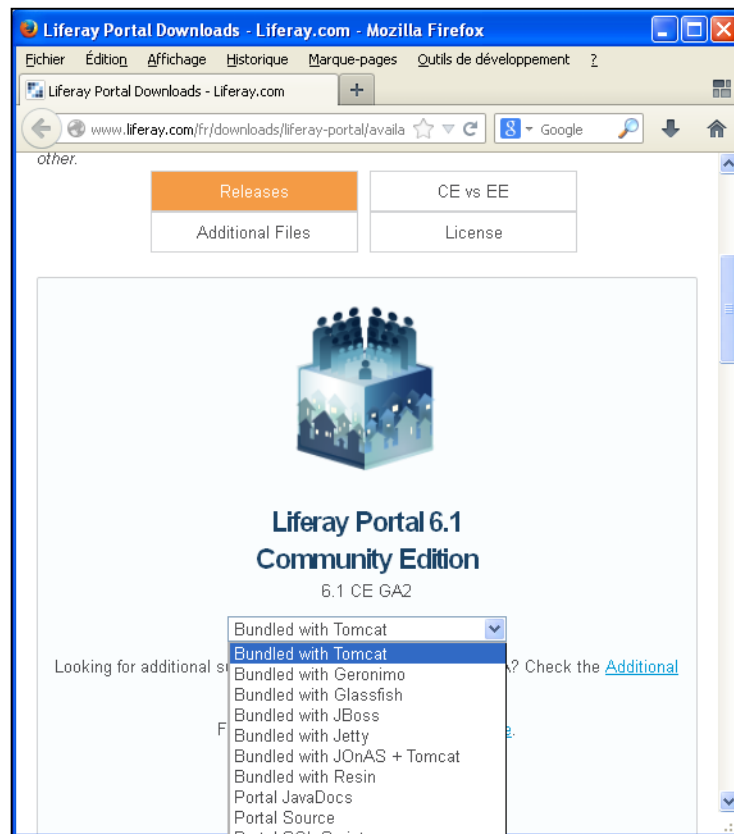 Liferay Portal Downloads - Liferay.com - Mozilla Firefox
Fichier Édition Affichage Historique Marque-pages Outils de développement ?
Liferay Portal Downloads - Liferay.com +
www.liferay.com/fr/downloads/liferay-portal/availa 8 Google
other.
Releases CE vs EE
Additional Files License
Liferay Portal 6.1
Community Edition
6.1 CE GA2
Bundled with Tomcat
Bundled with Tomcat
Looking for additional ? Check the Additional
Bundled with Geronimo
Bundled with Glassfish
Bundled with JBoss
F Bundled with Jetty
Bundled with JOnAS + Tomcat
Bundled with Resin
Portal JavaDocs
Portal Source